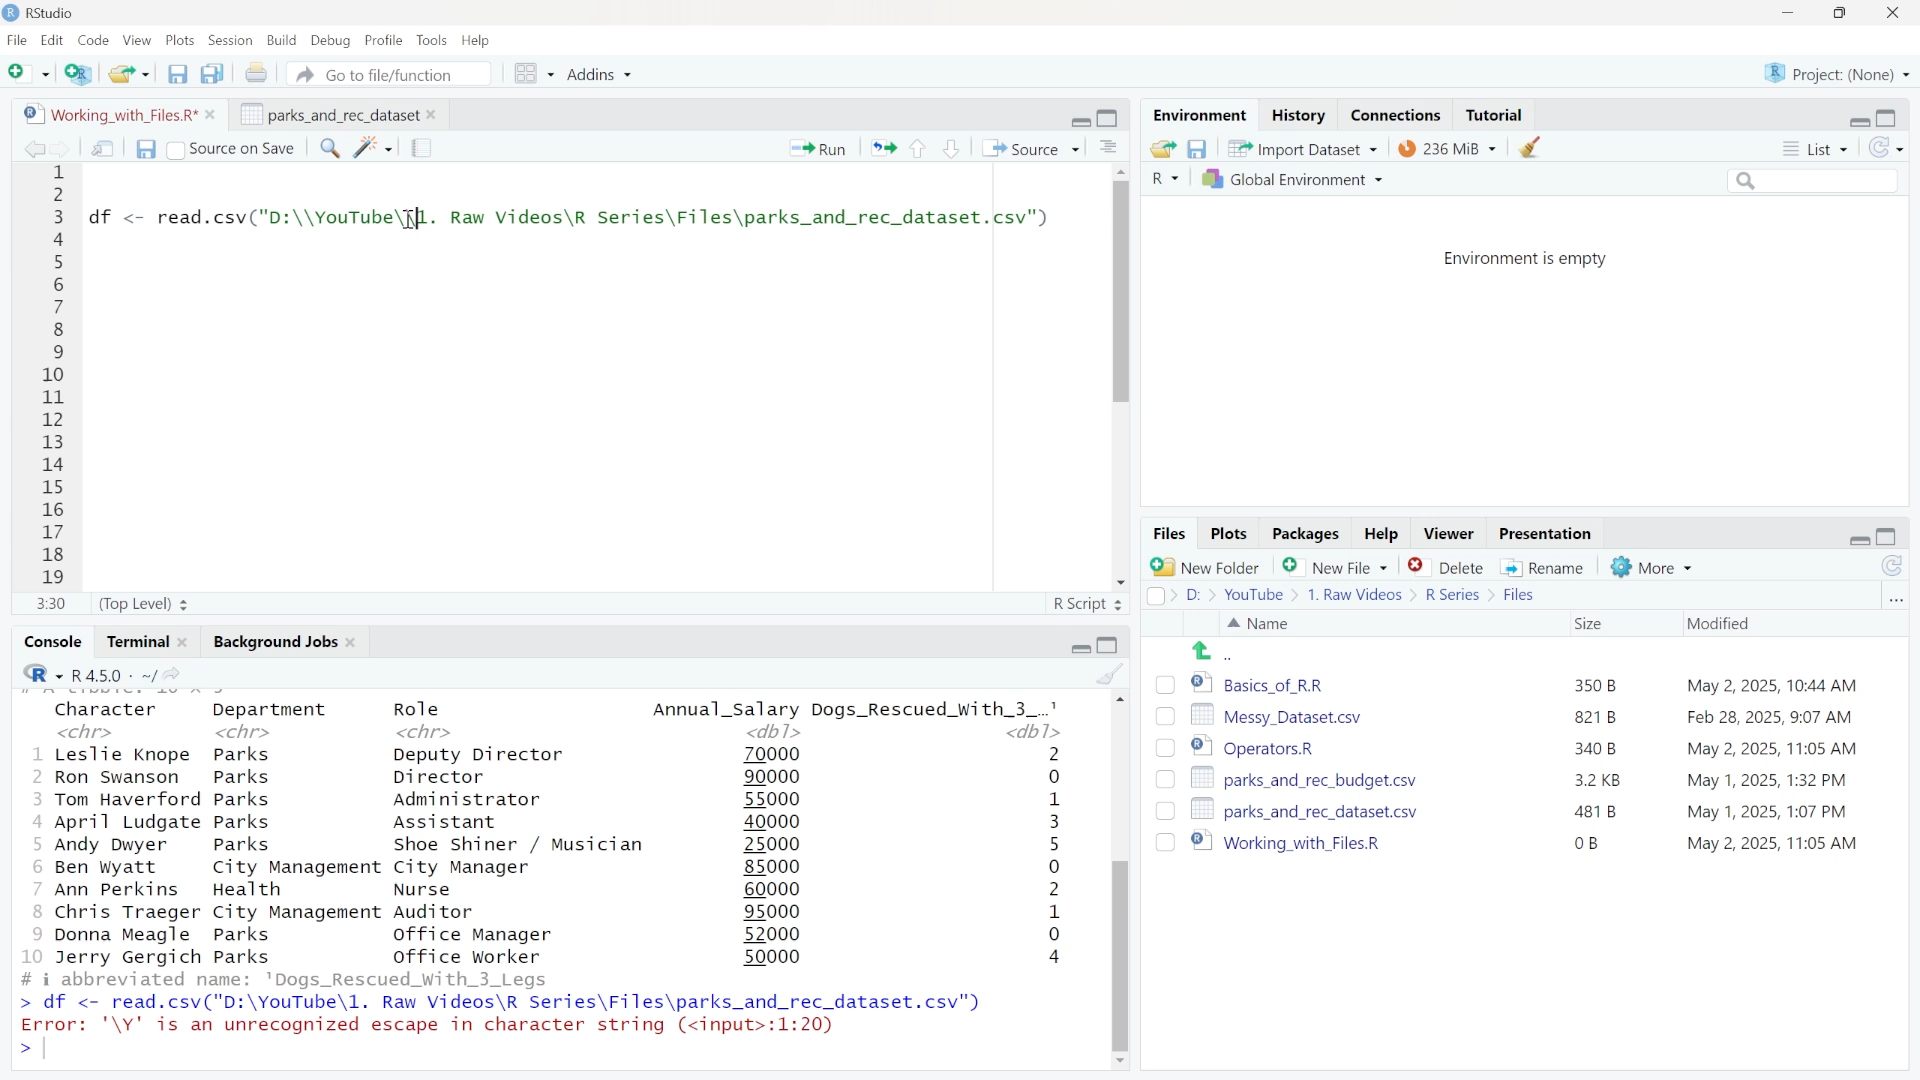 RStudio
File Edit Code View Plots Session Build Debug Profile Tools Help
Go to file/function Addins Project: (None)
Working_with_Files.R* parks_and_rec_dataset
Source on Save Run Source
1
2
3 df <- read.csv("D:\\YouTube\\1. Raw Videos\R Series\Files\parks_and_rec_dataset.csv")
4
5
6
7
8
9
10
11
12
13
14
15
16
17
18
19
3:30 (Top Level) R Script
Console Terminal Background Jobs
R 4.5.0 · ~/
Character Department Role Annual_Salary Dogs_Rescued_With_3_…¹
<chr> <chr> <chr> <dbl> <dbl>
1 Leslie Knope Parks Deputy Director 70000 2
2 Ron Swanson Parks Director 90000 0
3 Tom Haverford Parks Administrator 55000 1
4 April Ludgate Parks Assistant 40000 3
5 Andy Dwyer Parks Shoe Shiner / Musician 25000 5
6 Ben Wyatt City Management City Manager 85000 0
7 Ann Perkins Health Nurse 60000 2
8 Chris Traeger City Management Auditor 95000 1
9 Donna Meagle Parks Office Manager 52000 0
10 Jerry Gergich Parks Office Worker 50000 4
# i abbreviated name: ¹Dogs_Rescued_With_3_Legs
> df <- read.csv("D:\YouTube\1. Raw Videos\R Series\Files\parks_and_rec_dataset.csv")
Error: '\Y' is an unrecognized escape in character string (<input>:1:20)
>
Environment History Connections Tutorial
Import Dataset 236 MiB List
R Global Environment
Environment is empty
Files Plots Packages Help Viewer Presentation
New Folder New File Delete Rename More
D: > YouTube > 1. Raw Videos > R Series > Files ...
Name Size Modified
..
Basics_of_R.R 350 B May 2, 2025, 10:44 AM
Messy_Dataset.csv 821 B Feb 28, 2025, 9:07 AM
Operators.R 340 B May 2, 2025, 11:05 AM
parks_and_rec_budget.csv 3.2 KB May 1, 2025, 1:32 PM
parks_and_rec_dataset.csv 481 B May 1, 2025, 1:07 PM
Working_with_Files.R 0 B May 2, 2025, 11:05 AM